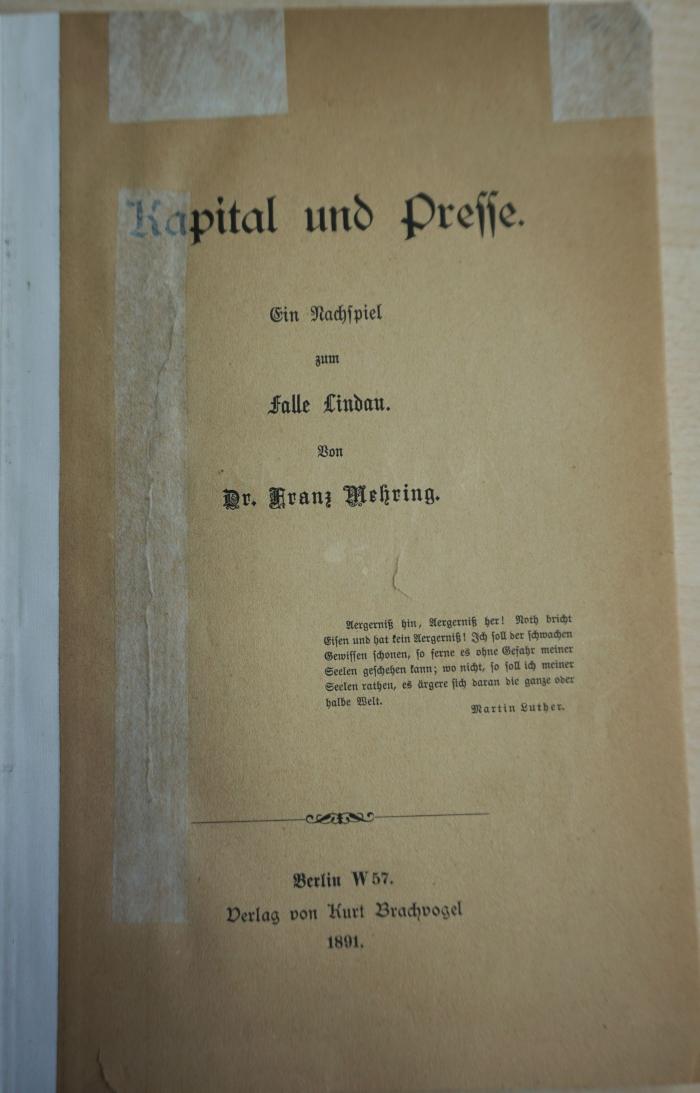 Kapital und Presse.
Ein Nachspiel
zum
Falle Lindau.
Von
Dr. Franz Mehring.
Aergerniß hin, Aergerniß her! Noth bricht
Eisen und hat kein Aergerniß! Ich soll der schwachen
Gewissen schonen, so ferne es ohne Gefahr meiner
Seelen geschehen kann; wo nicht, so soll ich meiner
Seelen rathen, es ärgere sich daran die ganze oder
halbe Welt.
Martin Luther.
Berlin W 57.
Verlag von Kurt Brachvogel
1891.